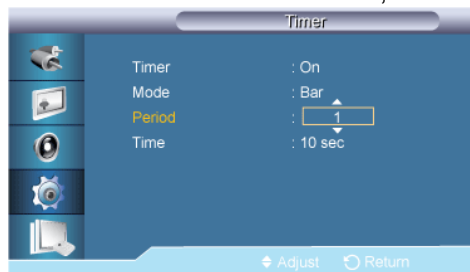 Timer
Timer : On
Mode : Bar
Period : 1
Time : 10 sec
Adjust Return